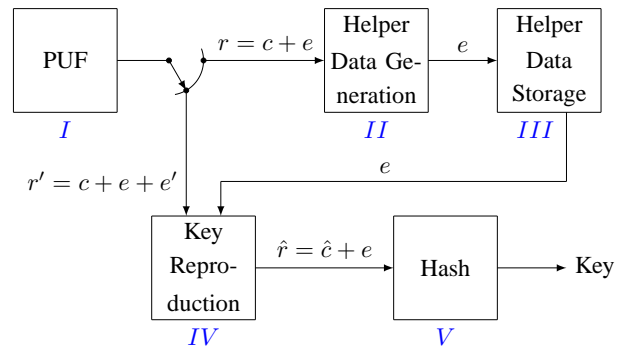 PUF
I
r = c + e
Helper
Data Ge-
neration
II
e
Helper
Data
Storage
III
e
r′ = c + e + e′
Key
Repro-
duction
IV
r̂ = ĉ + e
Hash
V
Key